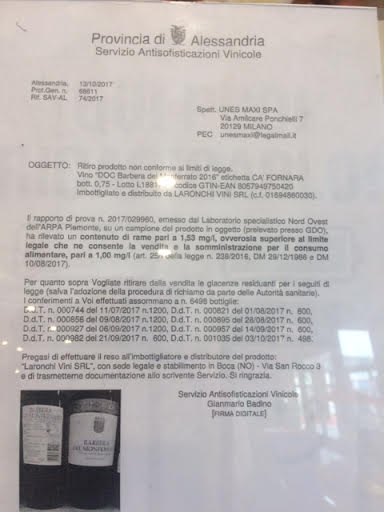 Provincia di Alessandria
Servizio Antisofisticazioni Vinicole
Alessandria, 13/10/2017
Prot.Gen. n. 68611
Rif. SAV-AL 74/2017
Spett. UNES MAXI SPA
Via Amilcare Ponchielli 7
20129 MILANO
PEC unesmaxi@legalmail.it
OGGETTO: Ritiro prodotto non conforme ai limiti di legge.
Vino "DOC Barbera del Monferrato 2016" etichetta CA' FORNARA
bott. 0,75 - Lotto codice GTIN-EAN 8057949750420
Imbottigliato e distribuito da LARONCHI VINI SRL (c.f. 01694860030).
Il rapporto di prova n. 2017/029960, emesso dal Laboratorio specialistico Nord Ovest
dell'ARPA Piemonte, su un campione del prodotto in oggetto (prelevato presso GDO),
ha rilevato un contenuto di rame pari a 1,53 mg/l, ovverosia superiore al limite
legale che ne consente la vendita e la somministrazione per il consumo
alimentare, pari a 1,00 mg/l (art. 25 della legge n. 238/2016, DM 29/12/1986 e DM
10/08/2017).
Per quanto sopra Vogliate ritirare dalla vendita le giacenze residuanti per i seguiti di
legge (salva l'adozione della procedura di richiamo da parte delle Autorità sanitarie).
I conferimenti a Voi effettuati assommano a n. 6498 bottiglie:
D.d.T. n. 000744 del 11/07/2017 n.1200, D.d.T. n. 000821 del 01/08/2017 n. 600,
D.d.T. n. 000858 del 09/08/2017 n.1200, D.d.T. n. 000895 del 28/08/2017 n. 600,
D.d.T. n. 000927 del 06/09/2017 n.1200, D.d.T. n. 000957 del 14/09/2017 n. 600,
D.d.T. n. 000982 del 21/09/2017 n. 600, D.d.T. n. 001035 del 03/10/2017 n. 498.
Pregasi di effettuare il reso all'imbottigliatore e distributore del prodotto:
"Laronchi Vini SRL", con sede legale e stabilimento in Boca (NO) - Via San Rocco 3
e di trasmetterne documentazione allo scrivente Servizio. Si ringrazia.
Servizio Antisofisticazioni Vinicole
Gianmario Badino
[FIRMA DIGITALE]
BARBERA
DEL MONFERRATO
BARBERA
DEL MONFERRATO